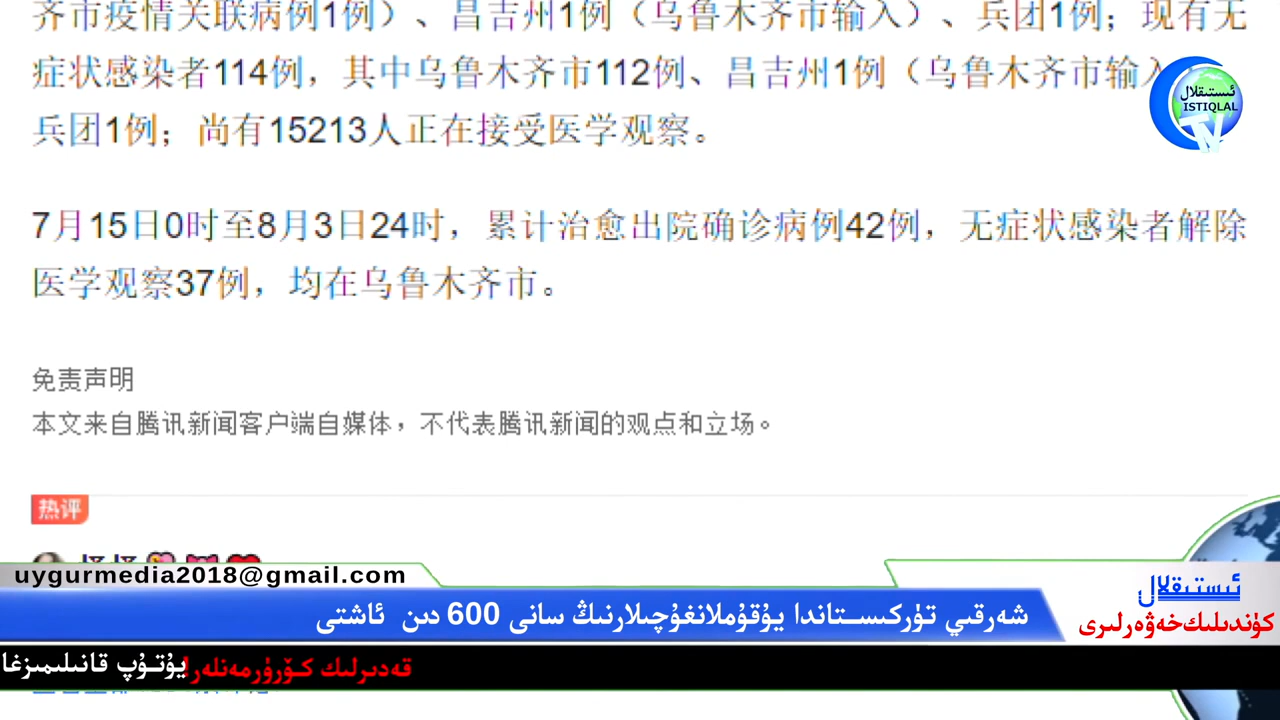 齐市疫情关联病例1例）、昌吉州1例（乌鲁木齐市输入）、兵团1例；现有无
症状感染者114例，其中乌鲁木齐市112例、昌吉州1例（乌鲁木齐市输入
兵团1例；尚有15213人正在接受医学观察。
ئىستىقلال
ISTIQLAL
TV
7月15日0时至8月3日24时，累计治愈出院确诊病例42例，无症状感染者解除
医学观察37例，均在乌鲁木齐市。
免责声明
本文来自腾讯新闻客户端自媒体，不代表腾讯新闻的观点和立场。
热评
uygurmedia2018@gmail.com
شەرقىي تۈركىستاندا يۇقۇملانغۇچىلارنىڭ سانى 600 دىن ئاشتى
ئىستىقلال
كۈندىلىك خەۋەرلىرى
قەدىرلىك كۆرۈرمەنلەر! يۇتۇپ قانىلىمىزغا